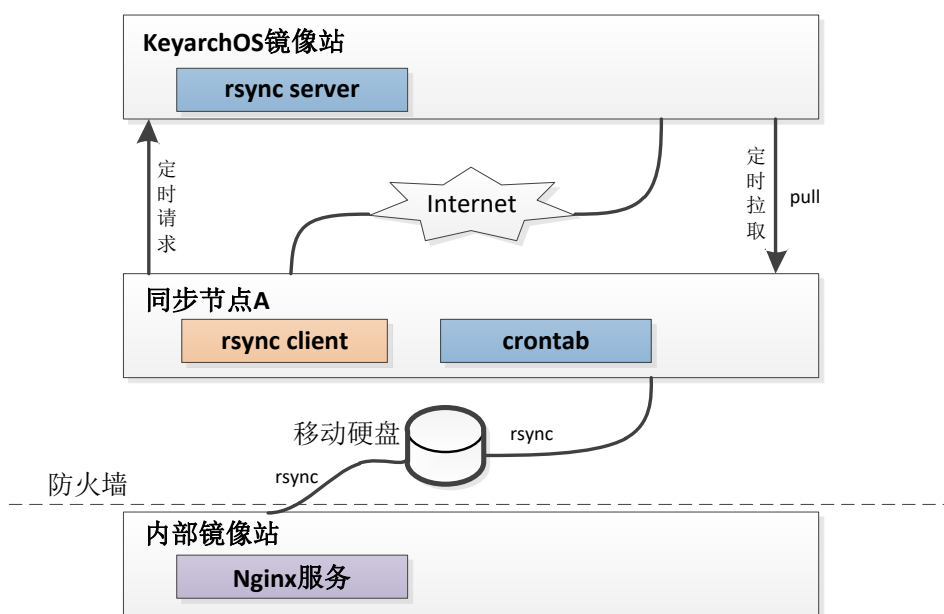 KeyarchOS镜像站
rsync server
定时请求
Internet
定时拉取
pull
同步节点A
rsync client
crontab
移动硬盘
rsync
rsync
防火墙
内部镜像站
Nginx服务